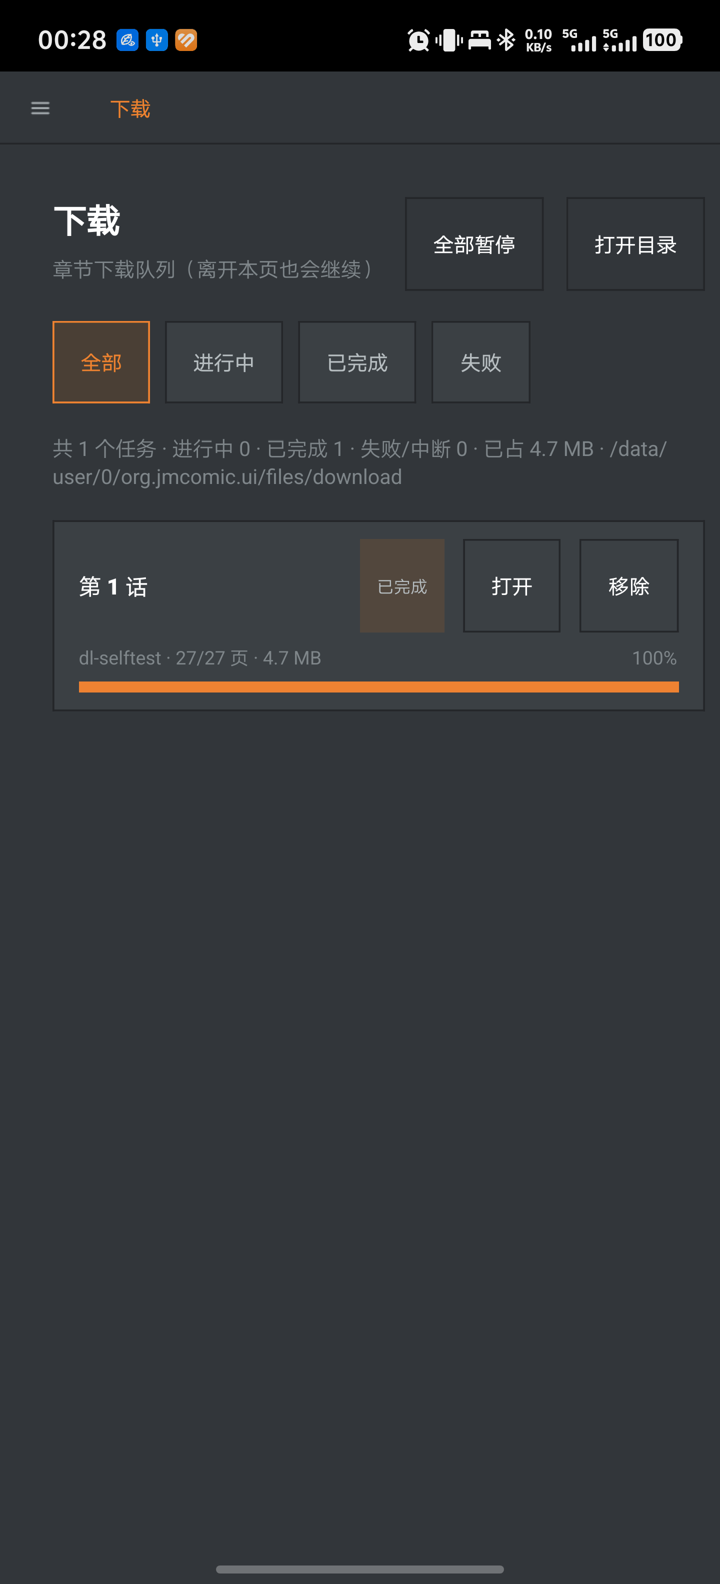 00:28 0.10 KB/s 5G 5G 100
下载
下载
全部暂停 打开目录
章节下载队列（离开本页也会继续）
全部 进行中 已完成 失败
共 1 个任务 · 进行中 0 · 已完成 1 · 失败/中断 0 · 已占 4.7 MB · /data/
user/0/org.jmcomic.ui/files/download
第 1 话 已完成 打开 移除
dl-selftest · 27/27 页 · 4.7 MB 100%